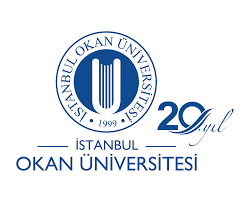 İSTANBUL OKAN ÜNİVERSİTESİ
1999
20.yıl
İSTANBUL
OKAN ÜNİVERSİTESİ